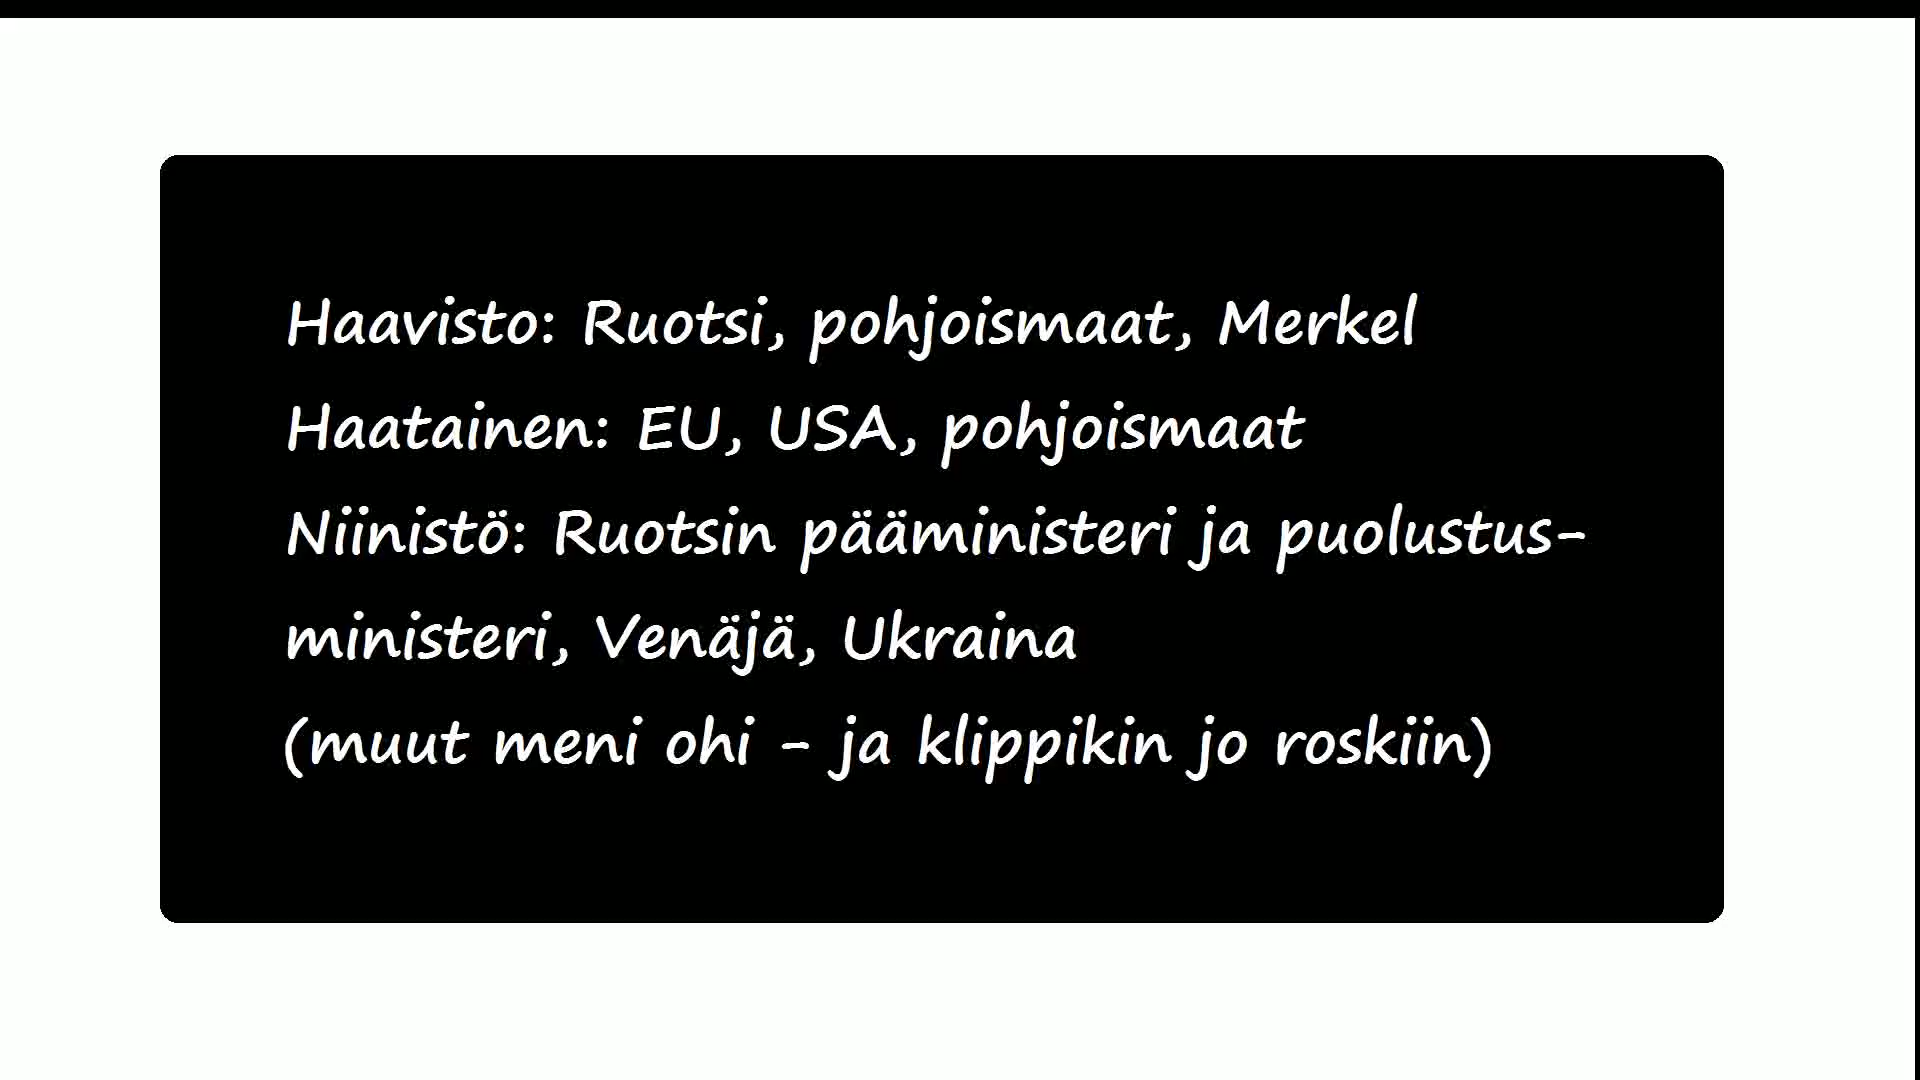 Haavisto: Ruotsi, pohjoismaat, Merkel
Haatainen: EU, USA, pohjoismaat
Niinistö: Ruotsin pääministeri ja puolustus-
ministeri, Venäjä, Ukraina
(muut meni ohi - ja klippikin jo roskiin)